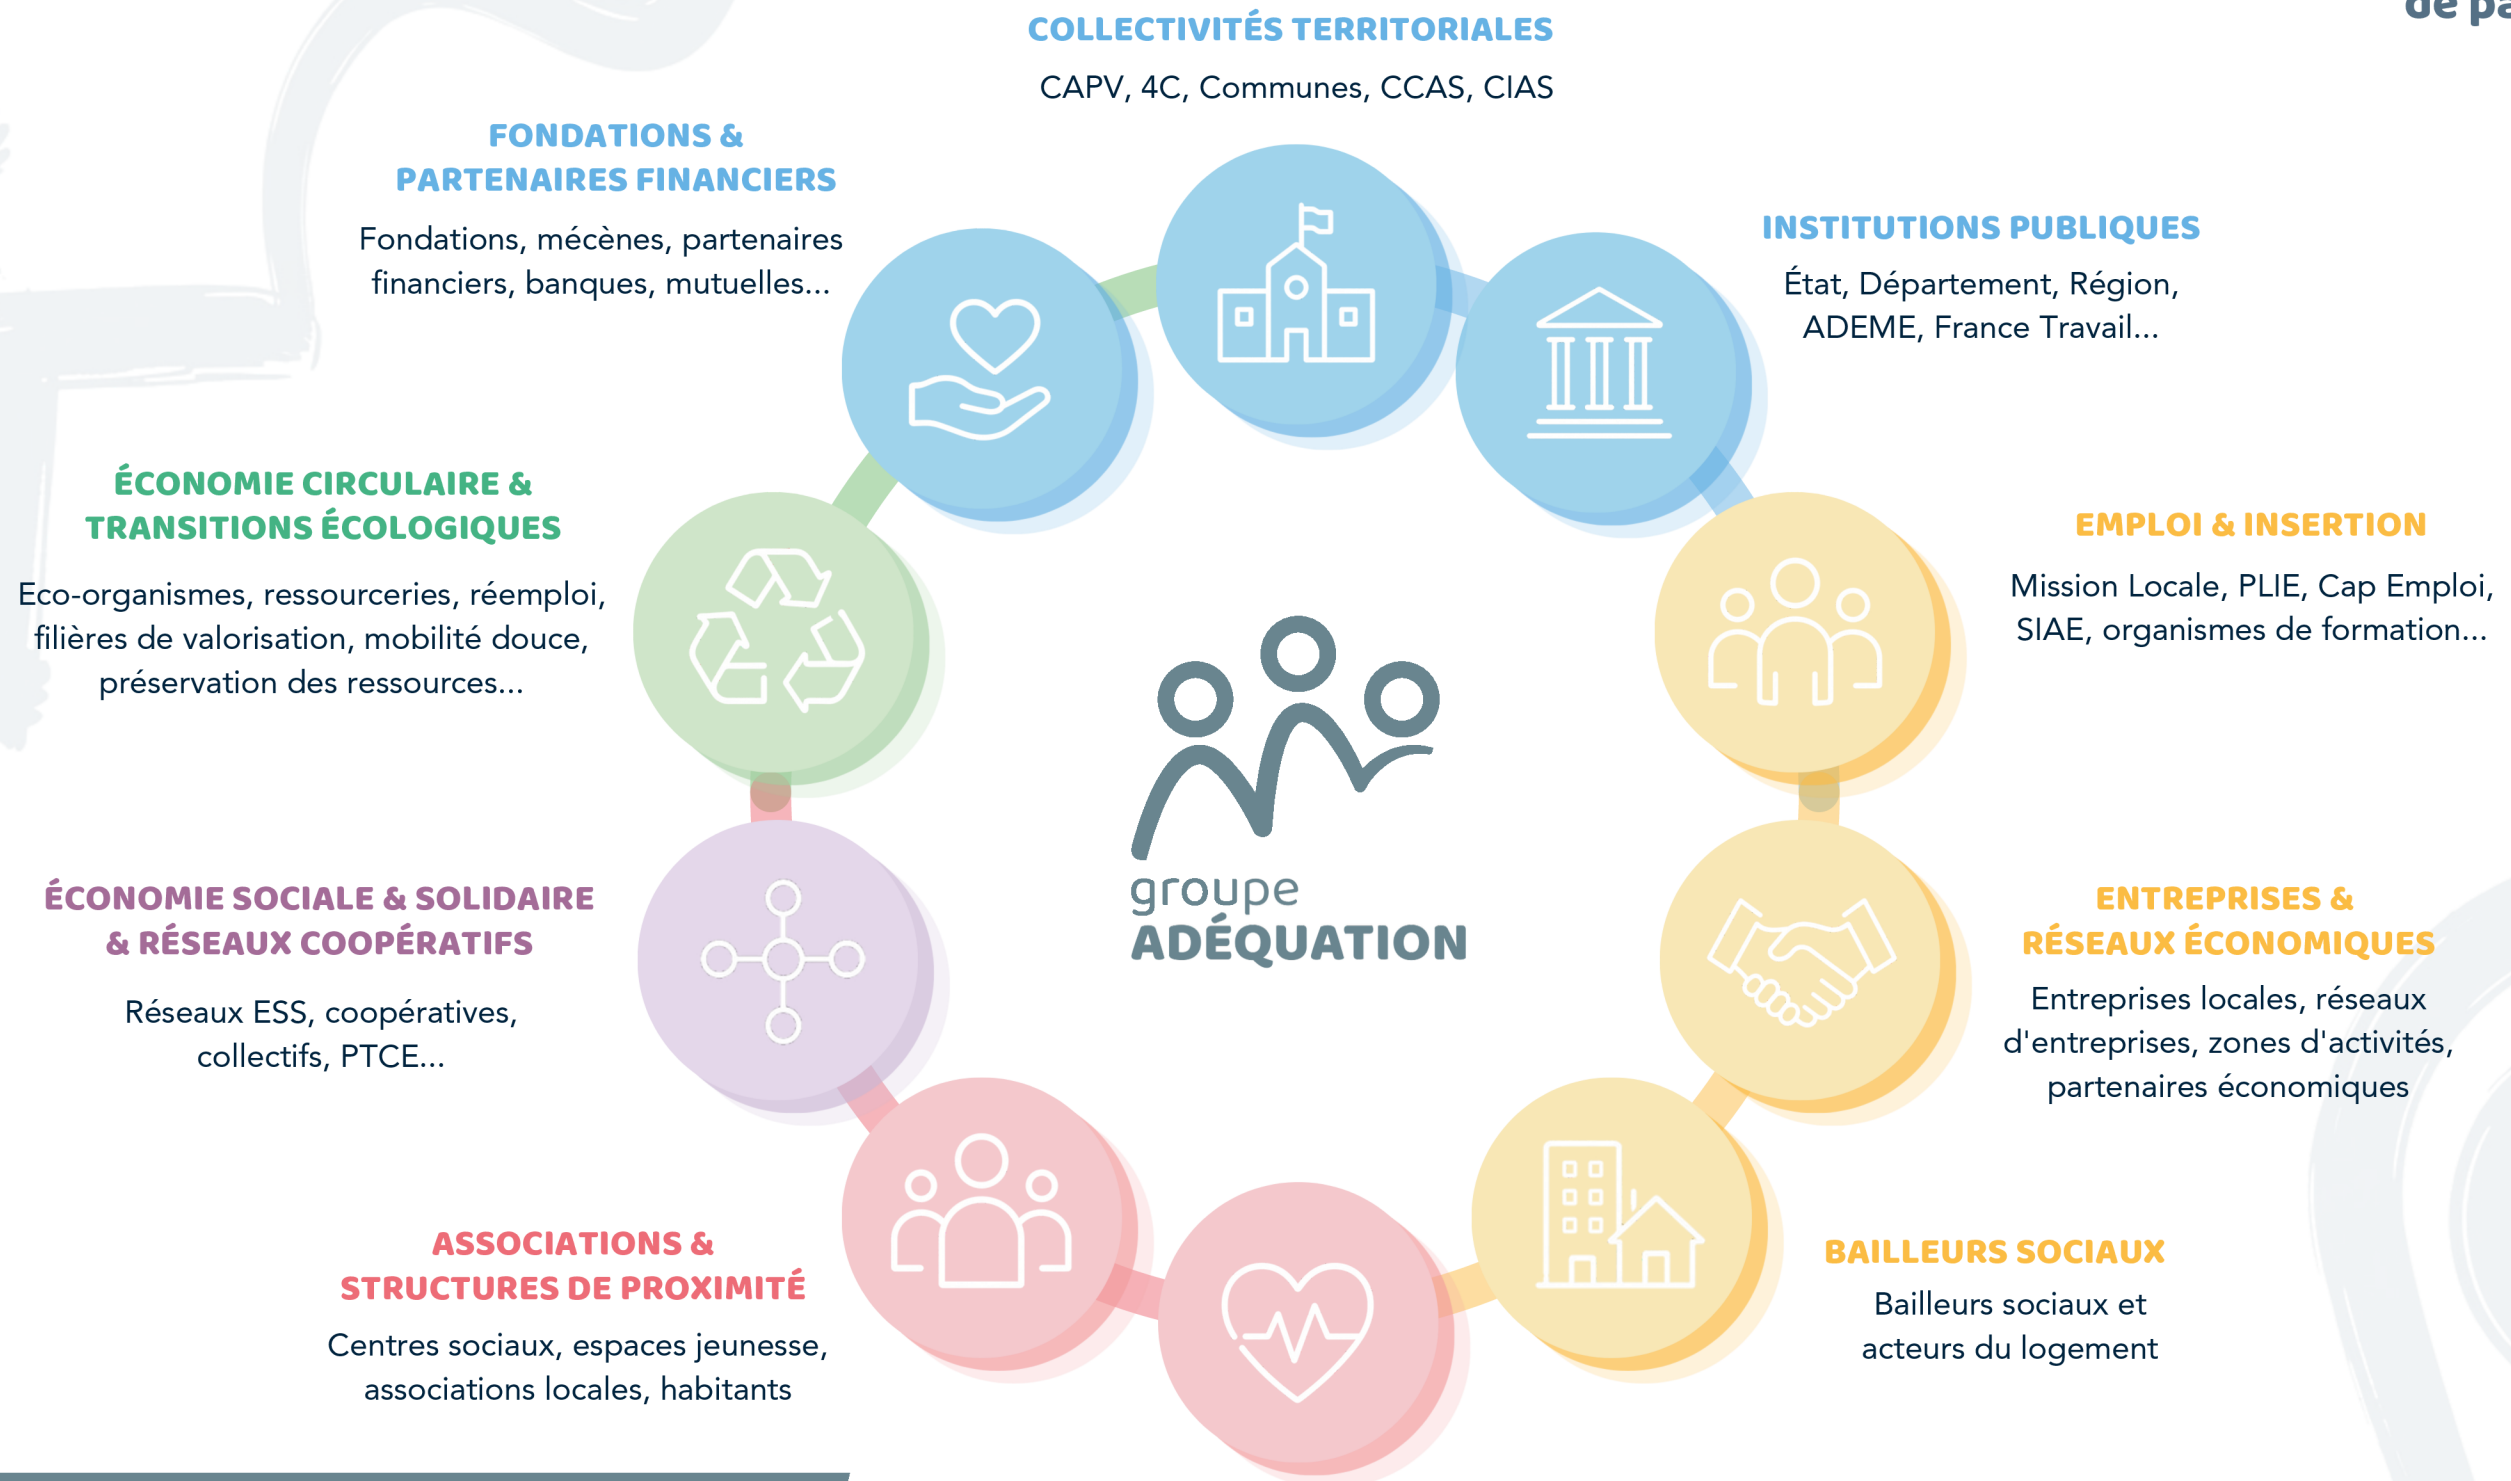 de pa
COLLECTIVITÉS TERRITORIALES
CAPV, 4C, Communes, CCAS, CIAS
FONDATIONS &
PARTENAIRES FINANCIERS
Fondations, mécènes, partenaires
financiers, banques, mutuelles...
INSTITUTIONS PUBLIQUES
État, Département, Région,
ADEME, France Travail...
ÉCONOMIE CIRCULAIRE &
TRANSITIONS ÉCOLOGIQUES
Eco-organismes, ressourceries, réemploi,
filières de valorisation, mobilité douce,
préservation des ressources...
EMPLOI & INSERTION
Mission Locale, PLIE, Cap Emploi,
SIAE, organismes de formation...
groupe
ADÉQUATION
ÉCONOMIE SOCIALE & SOLIDAIRE
& RÉSEAUX COOPÉRATIFS
Réseaux ESS, coopératives,
collectifs, PTCE...
ENTREPRISES &
RÉSEAUX ÉCONOMIQUES
Entreprises locales, réseaux
d'entreprises, zones d'activités,
partenaires économiques
ASSOCIATIONS &
STRUCTURES DE PROXIMITÉ
Centres sociaux, espaces jeunesse,
associations locales, habitants
BAILLEURS SOCIAUX
Bailleurs sociaux et
acteurs du logement